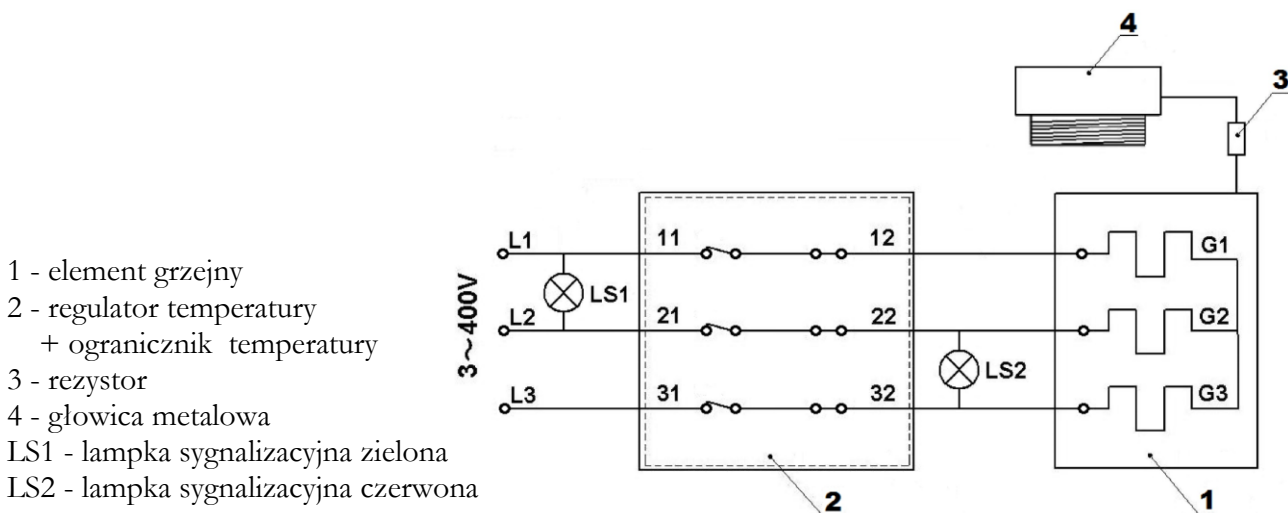 4
3
L1 11 12 G1
LS1
L2 21 22 G2
LS2
L3 31 32 G3
3~400V
2
1
1 - element grzejny
2 - regulator temperatury
+ ogranicznik temperatury
3 - rezystor
4 - głowica metalowa
LS1 - lampka sygnalizacyjna zielona
LS2 - lampka sygnalizacyjna czerwona